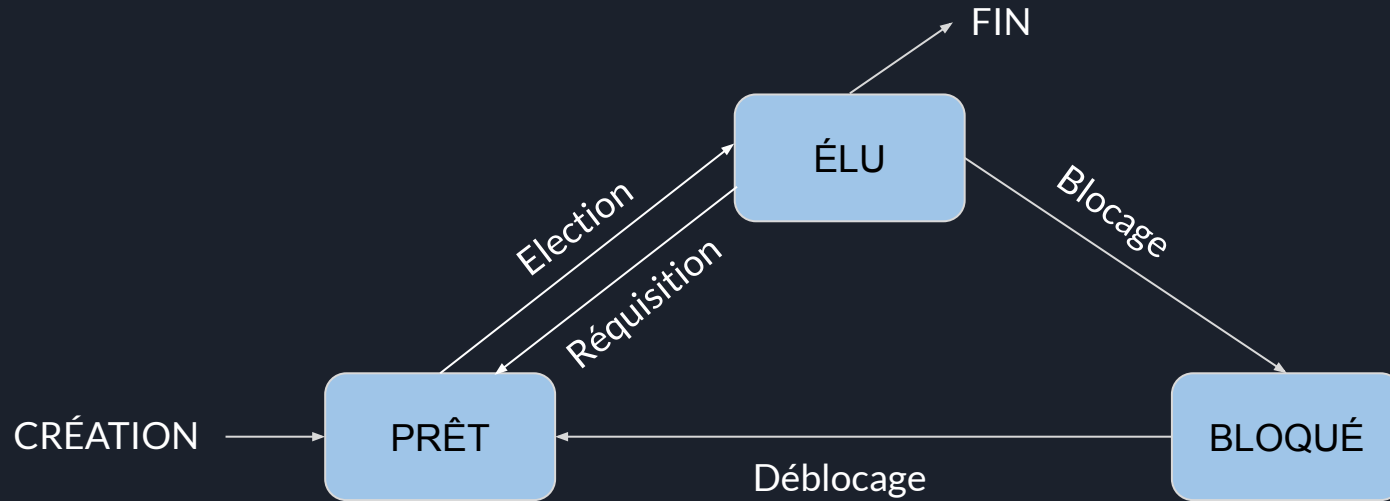 FIN
ÉLU
Election
Réquisition
Blocage
CRÉATION
PRÊT
BLOQUÉ
Déblocage